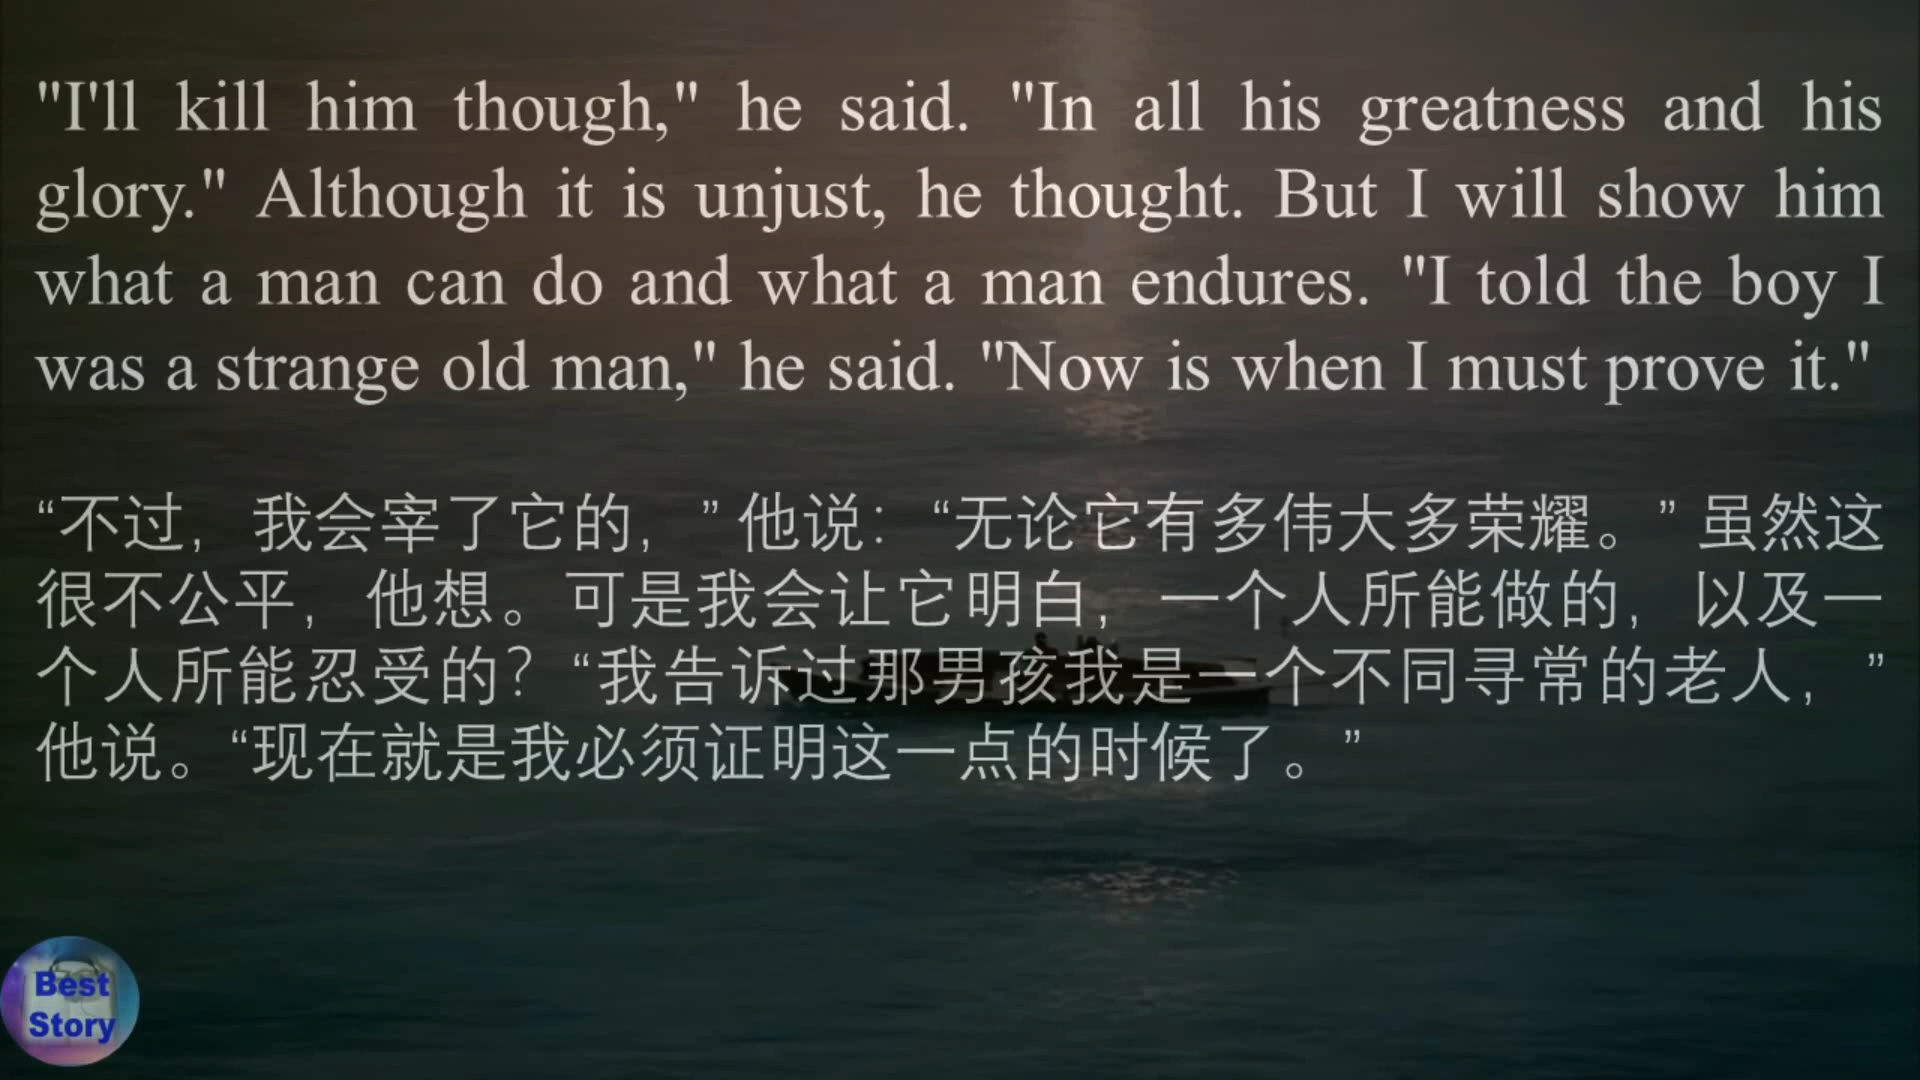 "I'll kill him though," he said. "In all his greatness and his
glory." Although it is unjust, he thought. But I will show him
what a man can do and what a man endures. "I told the boy I
was a strange old man," he said. "Now is when I must prove it."
“不过，我会宰了它的，” 他说：“无论它有多伟大多荣耀。” 虽然这
很不公平，他想。可是我会让它明白，一个人所能做的，以及一
个人所能忍受的？“我告诉过那男孩我是一个不同寻常的老人，”
他说。“现在就是我必须证明这一点的时候了。”
Best
Story